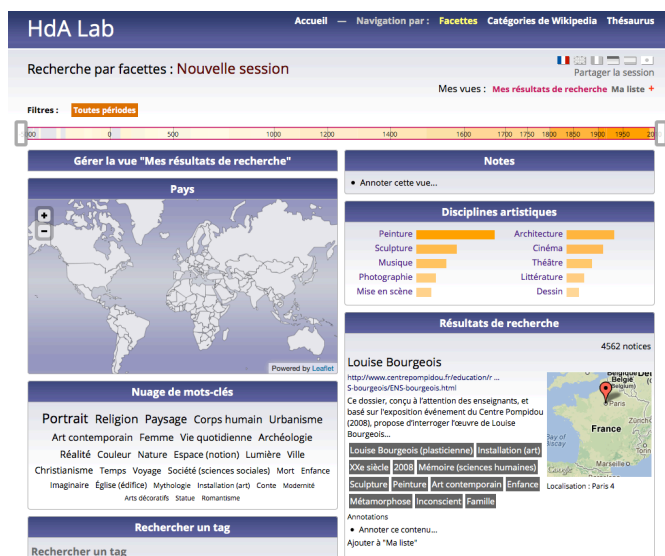 HdA Lab
Accueil — Navigation par : Facettes Catégories de Wikipedia Thésaurus
Recherche par facettes : Nouvelle session
Partager la session
Mes vues : Mes résultats de recherche Ma liste +
Filtres : Toutes périodes
0 500 1000 1200 1400 1600 1700 1750 1800 1850 1900 1950
Gérer la vue "Mes résultats de recherche"
Pays
+
−
Powered by Leaflet
Nuage de mots-clés
Portrait Religion Paysage Corps humain Urbanisme
Art contemporain Femme Vie quotidienne Archéologie
Réalité Couleur Nature Espace (notion) Lumière Ville
Christianisme Temps Voyage Société (sciences sociales) Mort Enfance
Imaginaire Église (édifice) Mythologie Installation (art) Conte Modernité
Arts décoratifs Statue Romantisme
Rechercher un tag
Rechercher un tag
Notes
• Annoter cette vue...
Disciplines artistiques
Peinture Architecture
Sculpture Cinéma
Musique Théâtre
Photographie Littérature
Mise en scène Dessin
Résultats de recherche
4562 notices
Louise Bourgeois
http://www.centrepompidou.fr/education/r ...
S-bourgeois/ENS-bourgeois.html
Ce dossier, conçu à l'attention des enseignants, et
basé sur l'exposition événement du Centre Pompidou
(2008), propose d'interroger l'œuvre de Louise
Bourgeois...
Louise Bourgeois (plasticienne) Installation (art)
XXe siècle 2008 Mémoire (sciences humaines)
Sculpture Peinture Art contemporain Enfance
Métamorphose Inconscient Famille
Annotations
• Annoter ce contenu...
Ajouter à "Ma liste"
België
Belgium)
Paris
Zürich
France
Bay of
Biscay
Marseille
Google
Localisation : Paris 4